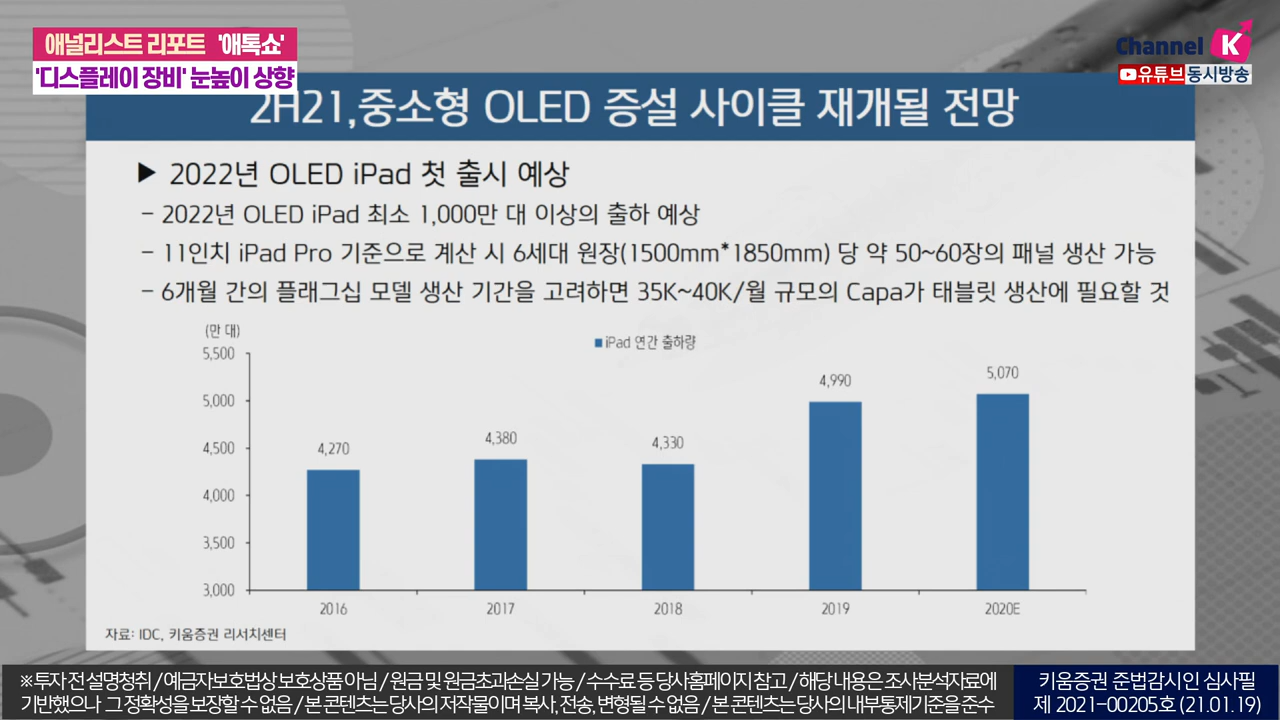 애널리스트 리포트 '애톡쇼'
'디스플레이 장비' 눈높이 상향
Channel K
유튜브동시방송
2H21,중소형 OLED 증설 사이클 재개될 전망
▶ 2022년 OLED iPad 첫 출시 예상
- 2022년 OLED iPad 최소 1,000만 대 이상의 출하 예상
- 11인치 iPad Pro 기준으로 계산 시 6세대 원장(1500mm*1850mm) 당 약 50~60장의 패널 생산 가능
- 6개월 간의 플래그십 모델 생산 기간을 고려하면 35K~40K/월 규모의 Capa가 태블릿 생산에 필요할 것
(만 대)
iPad 연간 출하량
5,500
5,000
4,500
4,000
3,500
3,000
4,270
4,380
4,330
4,990
5,070
2016
2017
2018
2019
2020E
자료: IDC, 키움증권 리서치센터
※투자 전 설명청취 / 예금자보호법상 보호상품 아님 / 원금 및 원금초과손실 가능 / 수수료 등 당사홈페이지 참고 / 해당 내용은 조사분석자료에
기반했으나 그 정확성을 보장할 수 없음 / 본 콘텐츠는 당사의 저작물이며 복사, 전송, 변형될 수 없음 / 본 콘텐츠는 당사의 내부통제기준을 준수
키움증권 준법감시인 심사필
제 2021-00205호 (21.01.19)